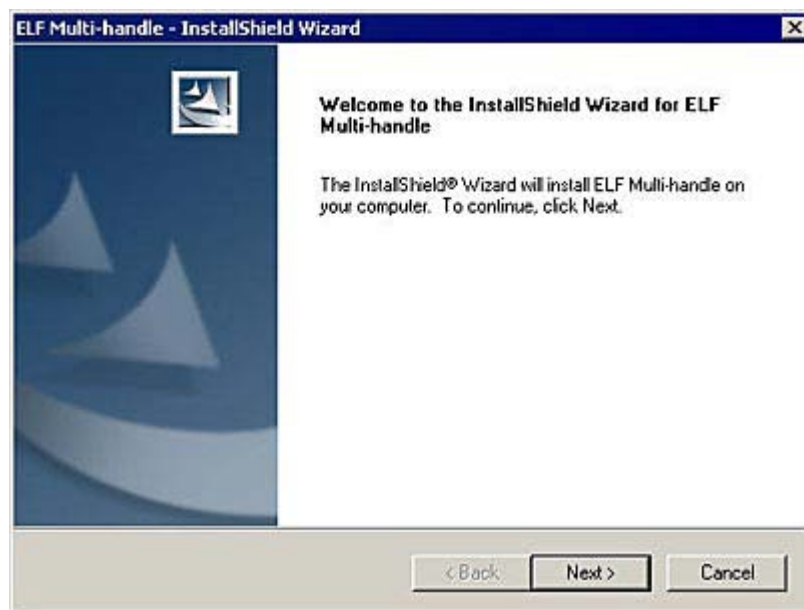 ELF Multi-handle - InstallShield Wizard
Welcome to the InstallShield Wizard for ELF
Multi-handle
The InstallShield® Wizard will install ELF Multi-handle on
your computer. To continue, click Next.
< Back
Next >
Cancel